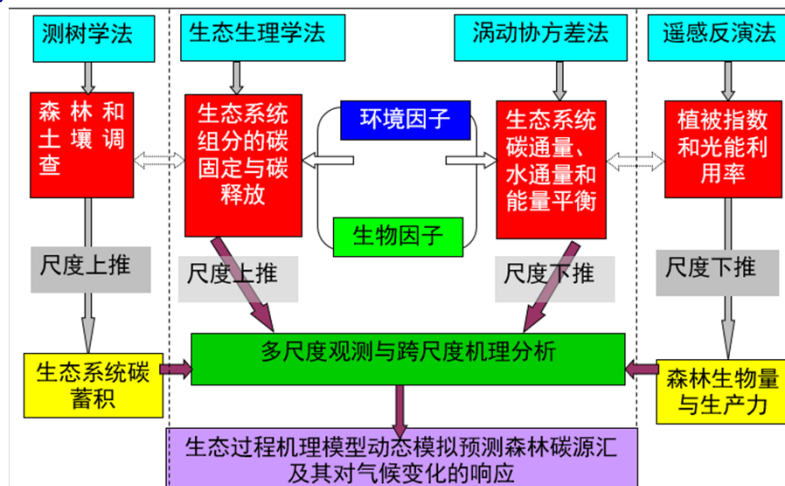 测树学法
生态生理学法
涡动协方差法
遥感反演法
森林和
土壤调
查
生态系统
组分的碳
固定与碳
释放
环境因子
生物因子
生态系统
碳通量、
水通量和
能量平衡
植被指数
和光能利
用率
尺度上推
尺度上推
尺度下推
尺度下推
生态系统碳
蓄积
多尺度观测与跨尺度机理分析
森林生物量
与生产力
生态过程机理模型动态模拟预测森林碳源汇
及其对气候变化的响应